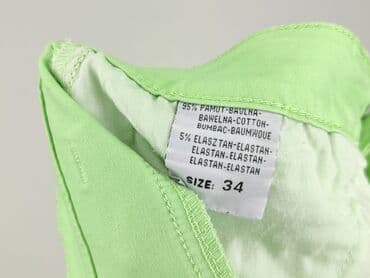 95% PAMUT-BAVLNA-
BAWEŁNA-COTTON-
BUMBAC-BAUMWOLLE
5% ELASZTAN-ELASTAN-
ELASTAN-ELASTAN-
ELASTAN-ELASTAN
SIZE: 34